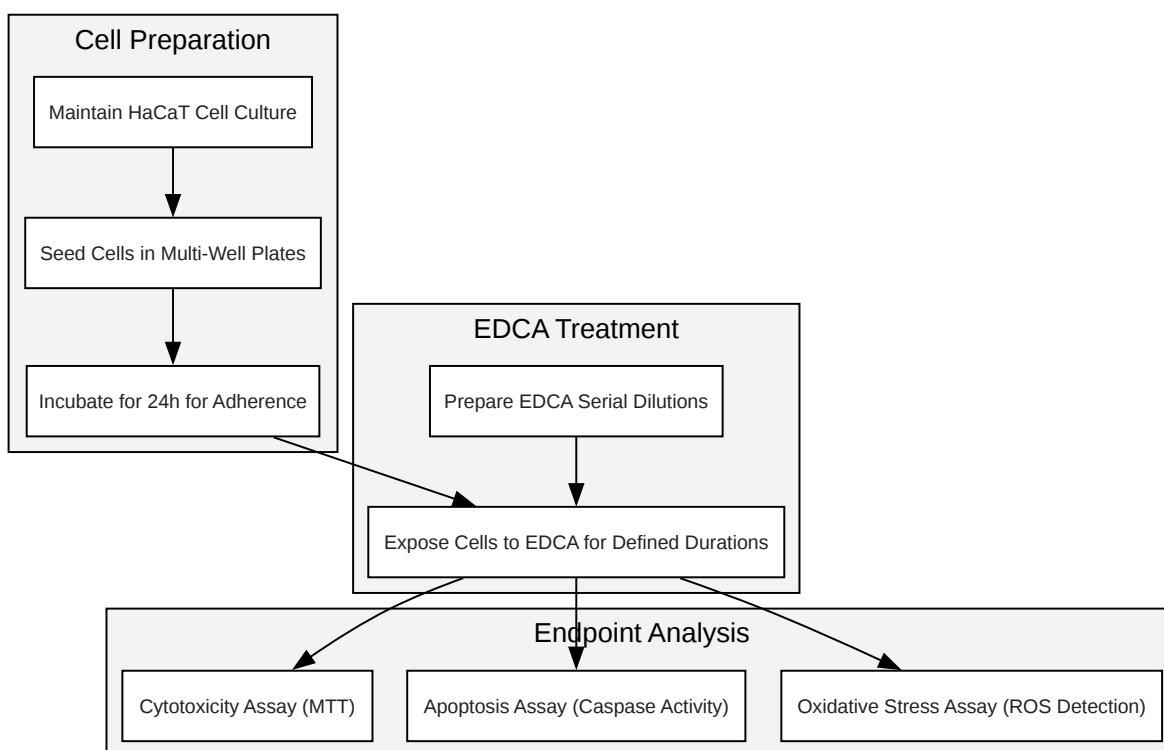 Cell Preparation
Maintain HaCaT Cell Culture
Seed Cells in Multi-Well Plates
Incubate for 24h for Adherence
EDCA Treatment
Prepare EDCA Serial Dilutions
Expose Cells to EDCA for Defined Durations
Endpoint Analysis
Cytotoxicity Assay (MTT)
Apoptosis Assay (Caspase Activity)
Oxidative Stress Assay (ROS Detection)